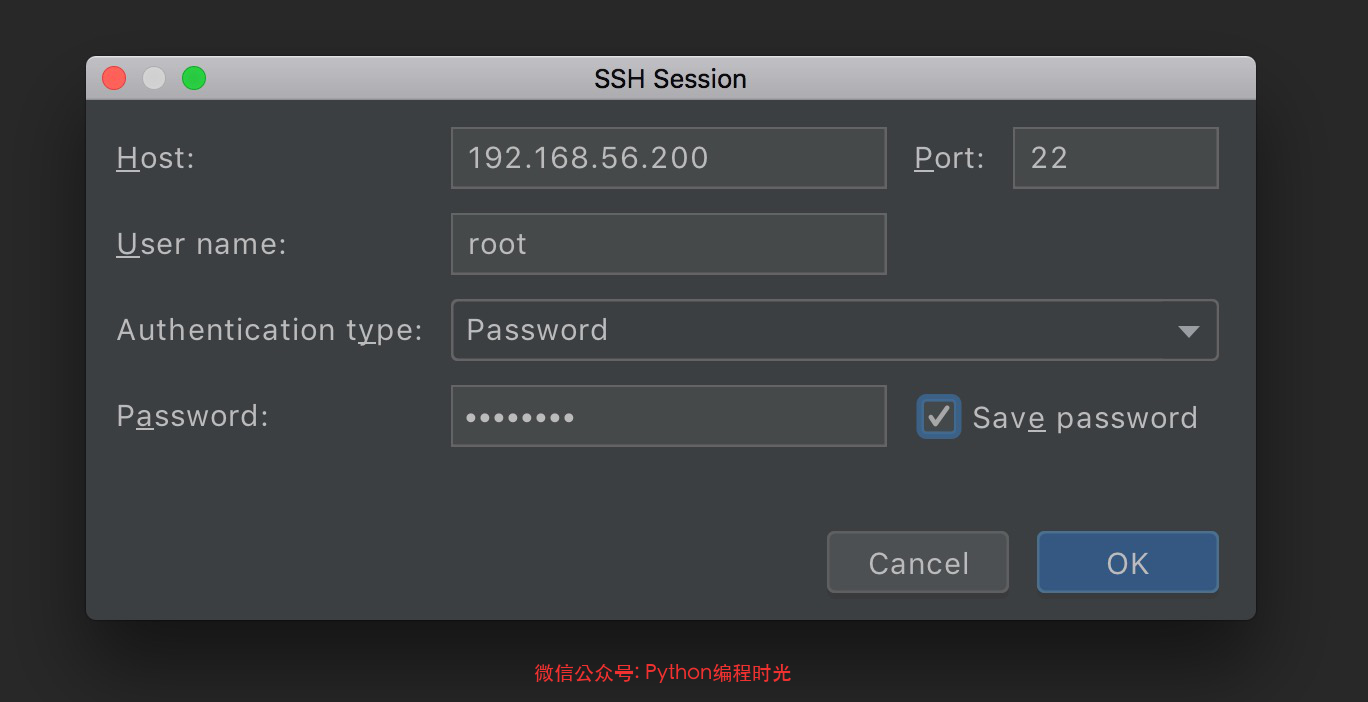 SSH Session
Host: 192.168.56.200 Port: 22
User name: root
Authentication type: Password
Password: •••••••• Save password
Cancel OK
微信公众号: Python编程时光